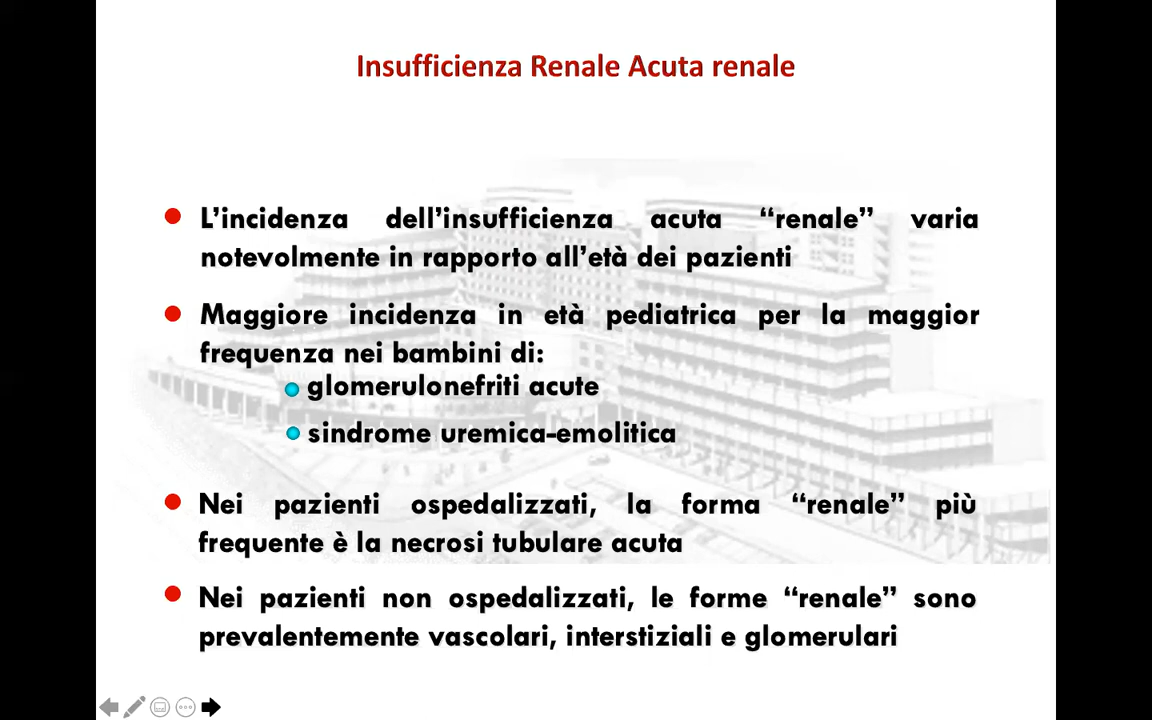 Insufficienza Renale Acuta renale
L’incidenza dell’insufficienza acuta “renale” varia
notevolmente in rapporto all’età dei pazienti
Maggiore incidenza in età pediatrica per la maggior
frequenza nei bambini di:
glomerulonefriti acute
sindrome uremica-emolitica
Nei pazienti ospedalizzati, la forma “renale” più
frequente è la necrosi tubulare acuta
Nei pazienti non ospedalizzati, le forme “renale” sono
prevalentemente vascolari, interstiziali e glomerulari